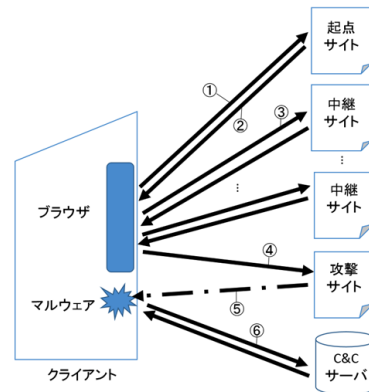 起点
サイト
①
②
③
中継
サイト
⋮
⋮
中継
サイト
ブラウザ
④
攻撃
サイト
⑤
マルウェア
⑥
C&C
サーバ
クライアント